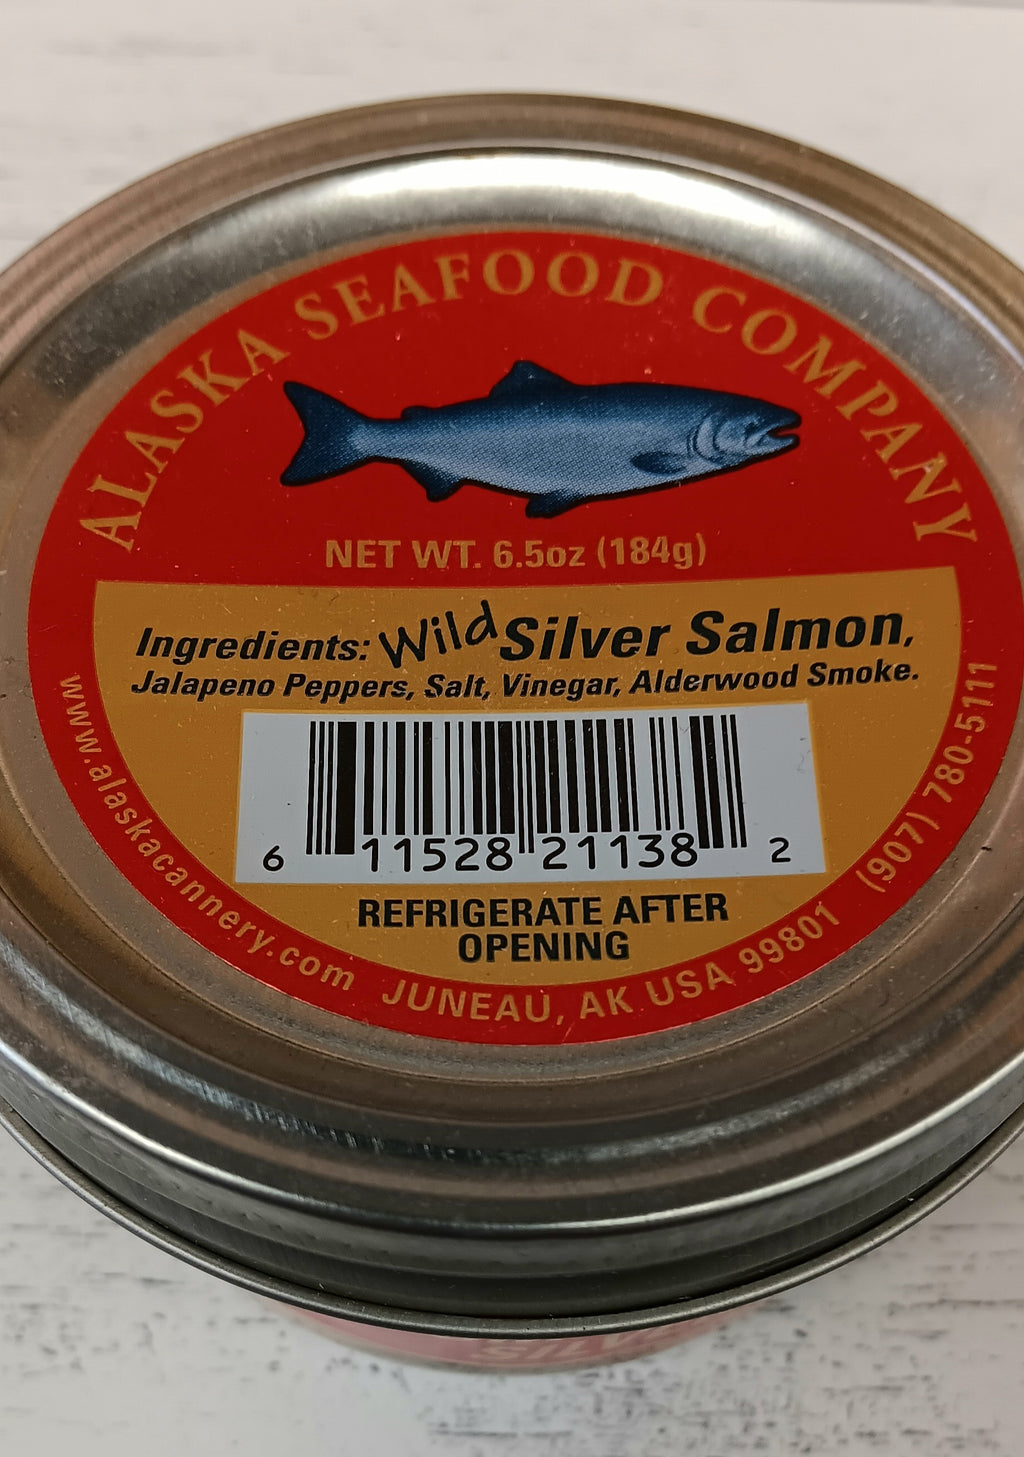 ALASKA SEAFOOD COMPANY
NET WT. 6.5oz (184g)
Ingredients: Wild Silver Salmon,
Jalapeno Peppers, Salt, Vinegar, Alderwood Smoke.
6 11528 21138 2
REFRIGERATE AFTER
OPENING
www.alaskacannery.com JUNEAU, AK USA 99801 (907) 780-5111